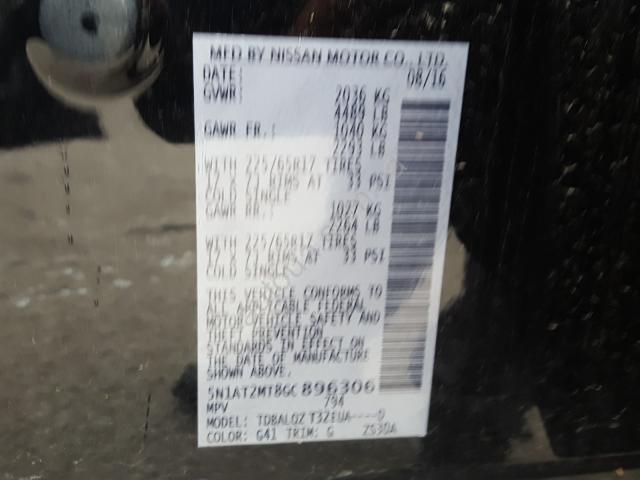 MFD BY NISSAN MOTOR CO., LTD.
DATE: 08/16
GVWR: 2036 KG
4489 LB
GAWR FR.: 1040 KG
2293 LB
WITH 225/65R17 TIRES
17 X 7J RIMS AT 33 PSI
COLD SINGLE
GAWR RR.: 1027 KG
2264 LB
WITH 225/65R17 TIRES
17 X 7J RIMS AT 33 PSI
COLD SINGLE
THIS VEHICLE CONFORMS TO
ALL APPLICABLE FEDERAL
MOTOR VEHICLE SAFETY AND
THEFT PREVENTION
STANDARDS IN EFFECT ON
THE DATE OF MANUFACTURE
SHOWN ABOVE.
5N1AT2MT8GC896306
MPV 794
MODEL: TDBALQZ T32EUA----D
COLOR: G41 TRIM: G